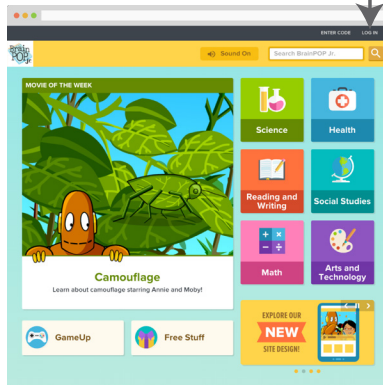 ENTER CODE LOG IN
Brain
POP Jr.
Sound On
Search BrainPOP Jr.
MOVIE OF THE WEEK
Camouflage
Learn about camouflage starring Annie and Moby!
Science
Health
Reading and
Writing
Social Studies
Math
Arts and
Technology
GameUp
Free Stuff
EXPLORE OUR
NEW
SITE DESIGN!